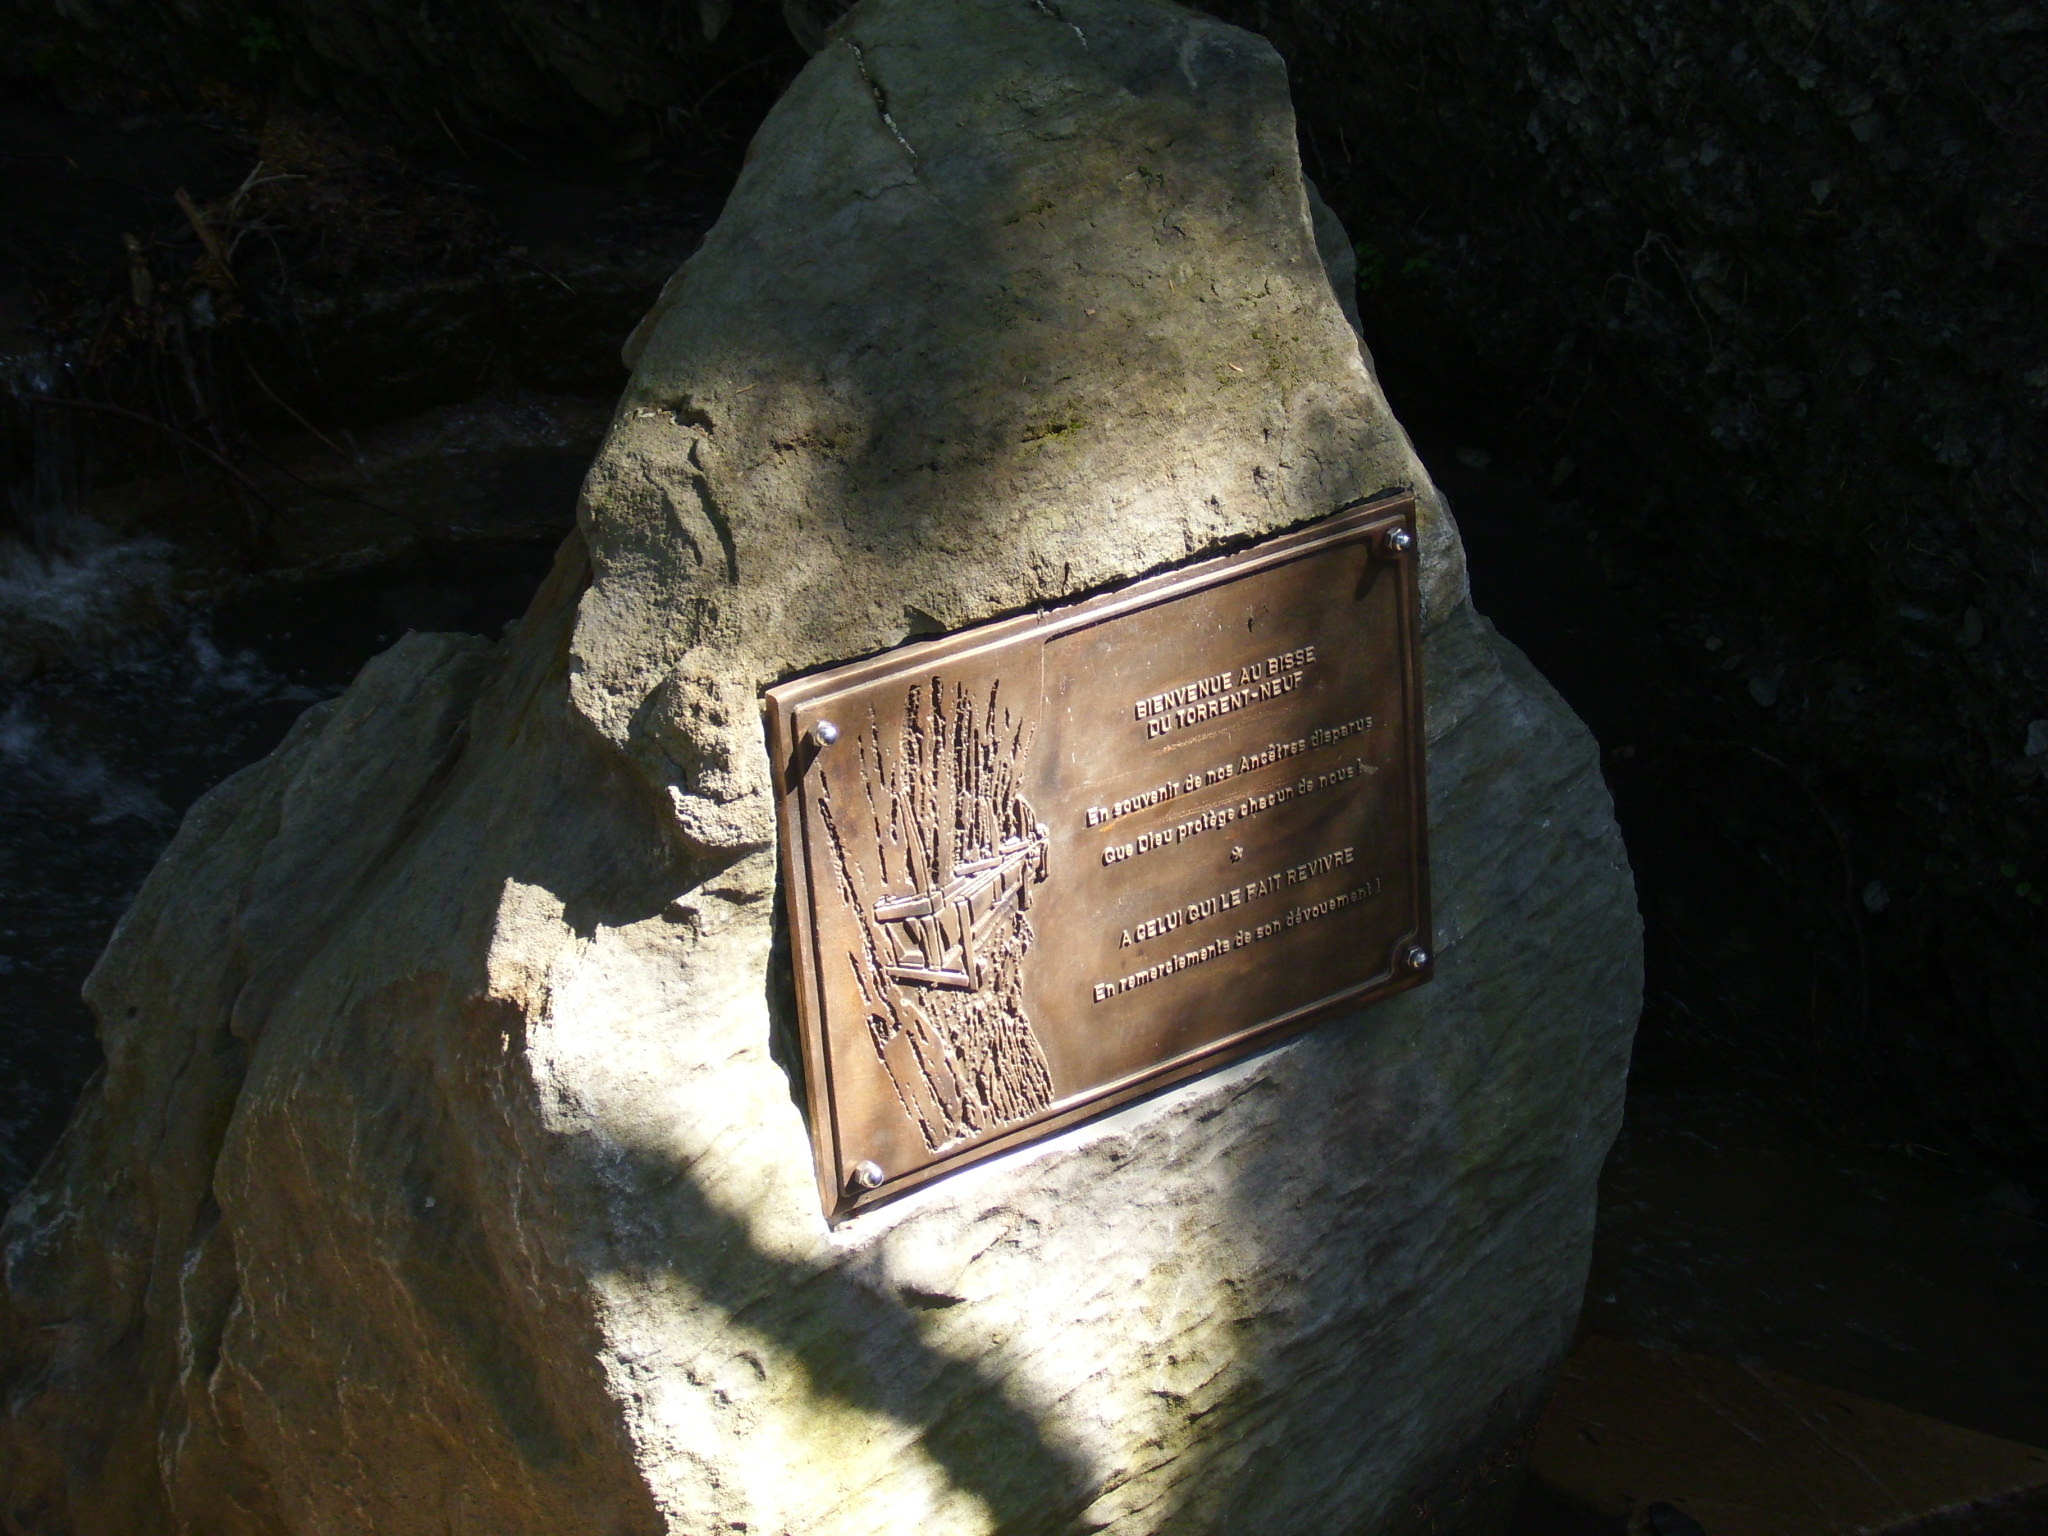 BIENVENUE AU BISSE
DU TORRENT-NEUF
En souvenir de nos Ancêtres disparus
Que Dieu protège chacun de nous !
*
A CELUI QUI LE FAIT REVIVRE
En remerciements de son dévouement !